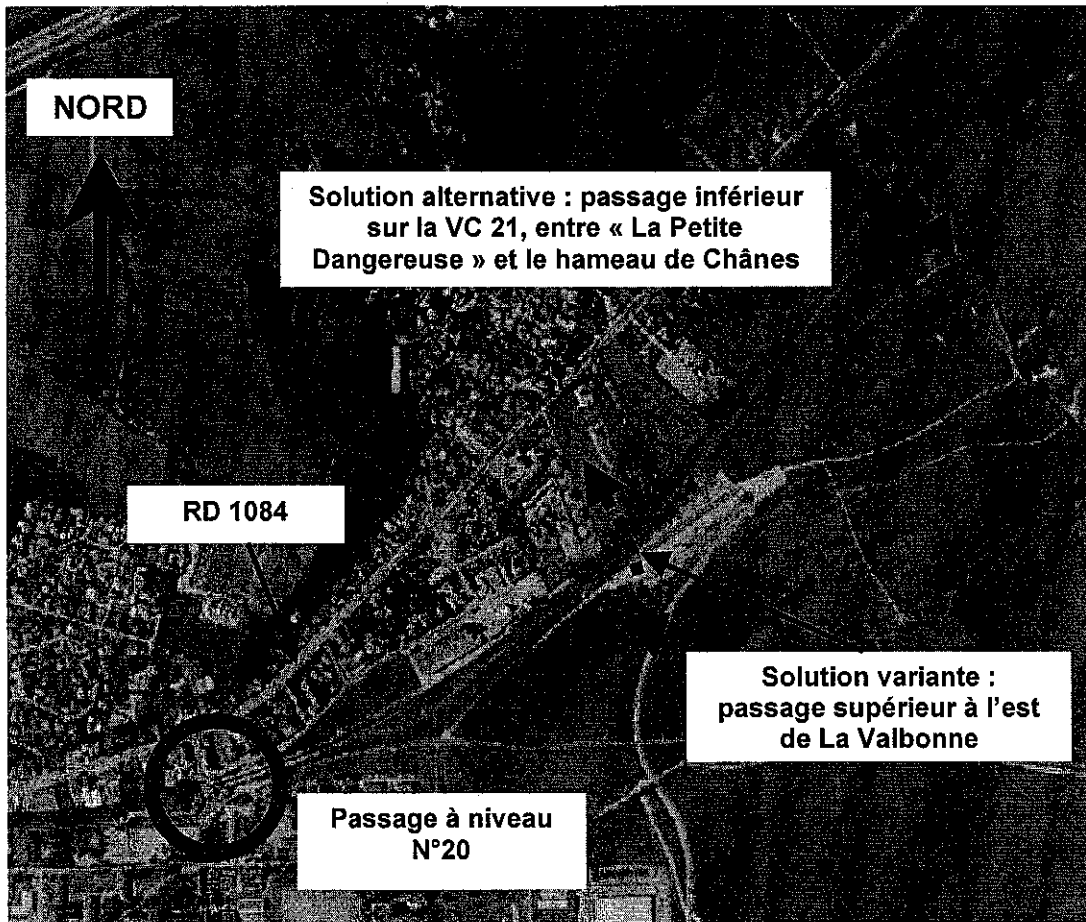 NORD
Solution alternative : passage inférieur
sur la VC 21, entre « La Petite
Dangereuse » et le hameau de Chânes
RD 1084
Solution variante :
passage supérieur à l'est
de La Valbonne
Passage à niveau
N°20